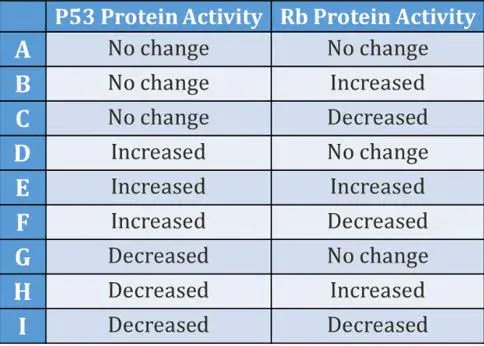 P53 Protein Activity Rb Protein Activity
A No change No change
B No change Increased
C No change Decreased
D Increased No change
E Increased Increased
F Increased Decreased
G Decreased No change
H Decreased Increased
I Decreased Decreased